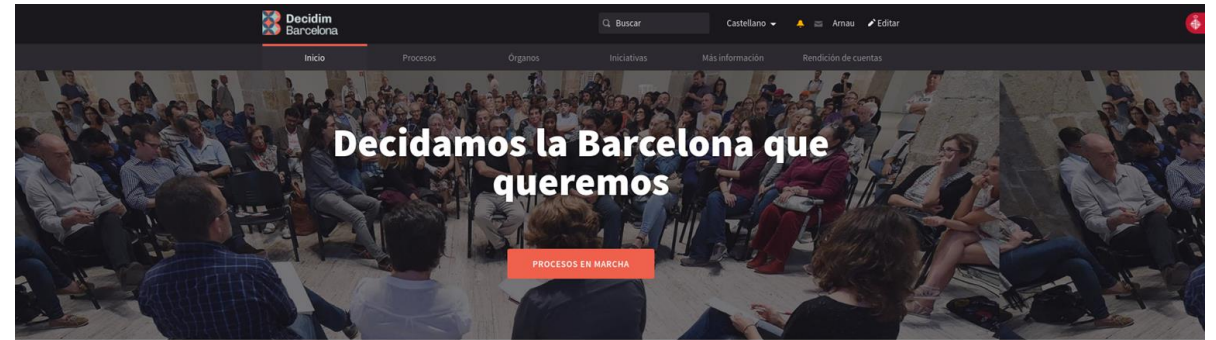 Decidim
Barcelona
Buscar
Castellano
Arnau
Editar
Inicio
Procesos
Órganos
Iniciativas
Más información
Rendición de cuentas
Decidamos la Barcelona que
queremos
PROCESOS EN MARCHA